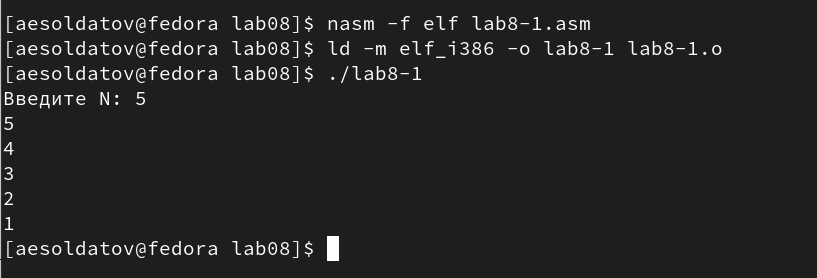 [aesoldatov@fedora lab08]$ nasm -f elf lab8-1.asm
[aesoldatov@fedora lab08]$ ld -m elf_i386 -o lab8-1 lab8-1.o
[aesoldatov@fedora lab08]$ ./lab8-1
Введите N: 5
5
4
3
2
1
[aesoldatov@fedora lab08]$